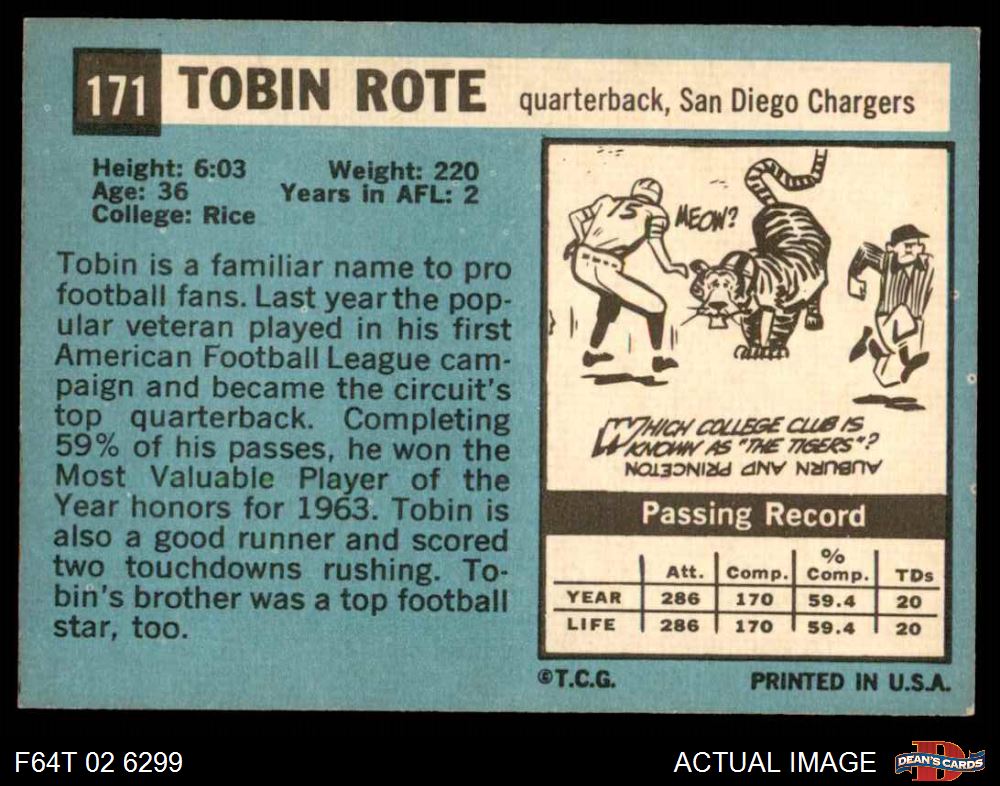 171 TOBIN ROTE quarterback, San Diego Chargers
Height: 6:03 Weight: 220
Age: 36 Years in AFL: 2
College: Rice
Tobin is a familiar name to pro
football fans. Last year the pop-
ular veteran played in his first
American Football League cam-
paign and became the circuit's
top quarterback. Completing
59% of his passes, he won the
Most Valuable Player of the
Year honors for 1963. Tobin is
also a good runner and scored
two touchdowns rushing. To-
bin's brother was a top football
star, too.
15
MEOW?
WHICH COLLEGE CLUB IS
KNOWN AS "THE TIGERS"?
AUBURN AND PRINCETON
Passing Record
Att. Comp. % Comp. TDs
YEAR 286 170 59.4 20
LIFE 286 170 59.4 20
©T.C.G. PRINTED IN U.S.A.
F64T 02 6299 ACTUAL IMAGE D DEAN'S CARDS